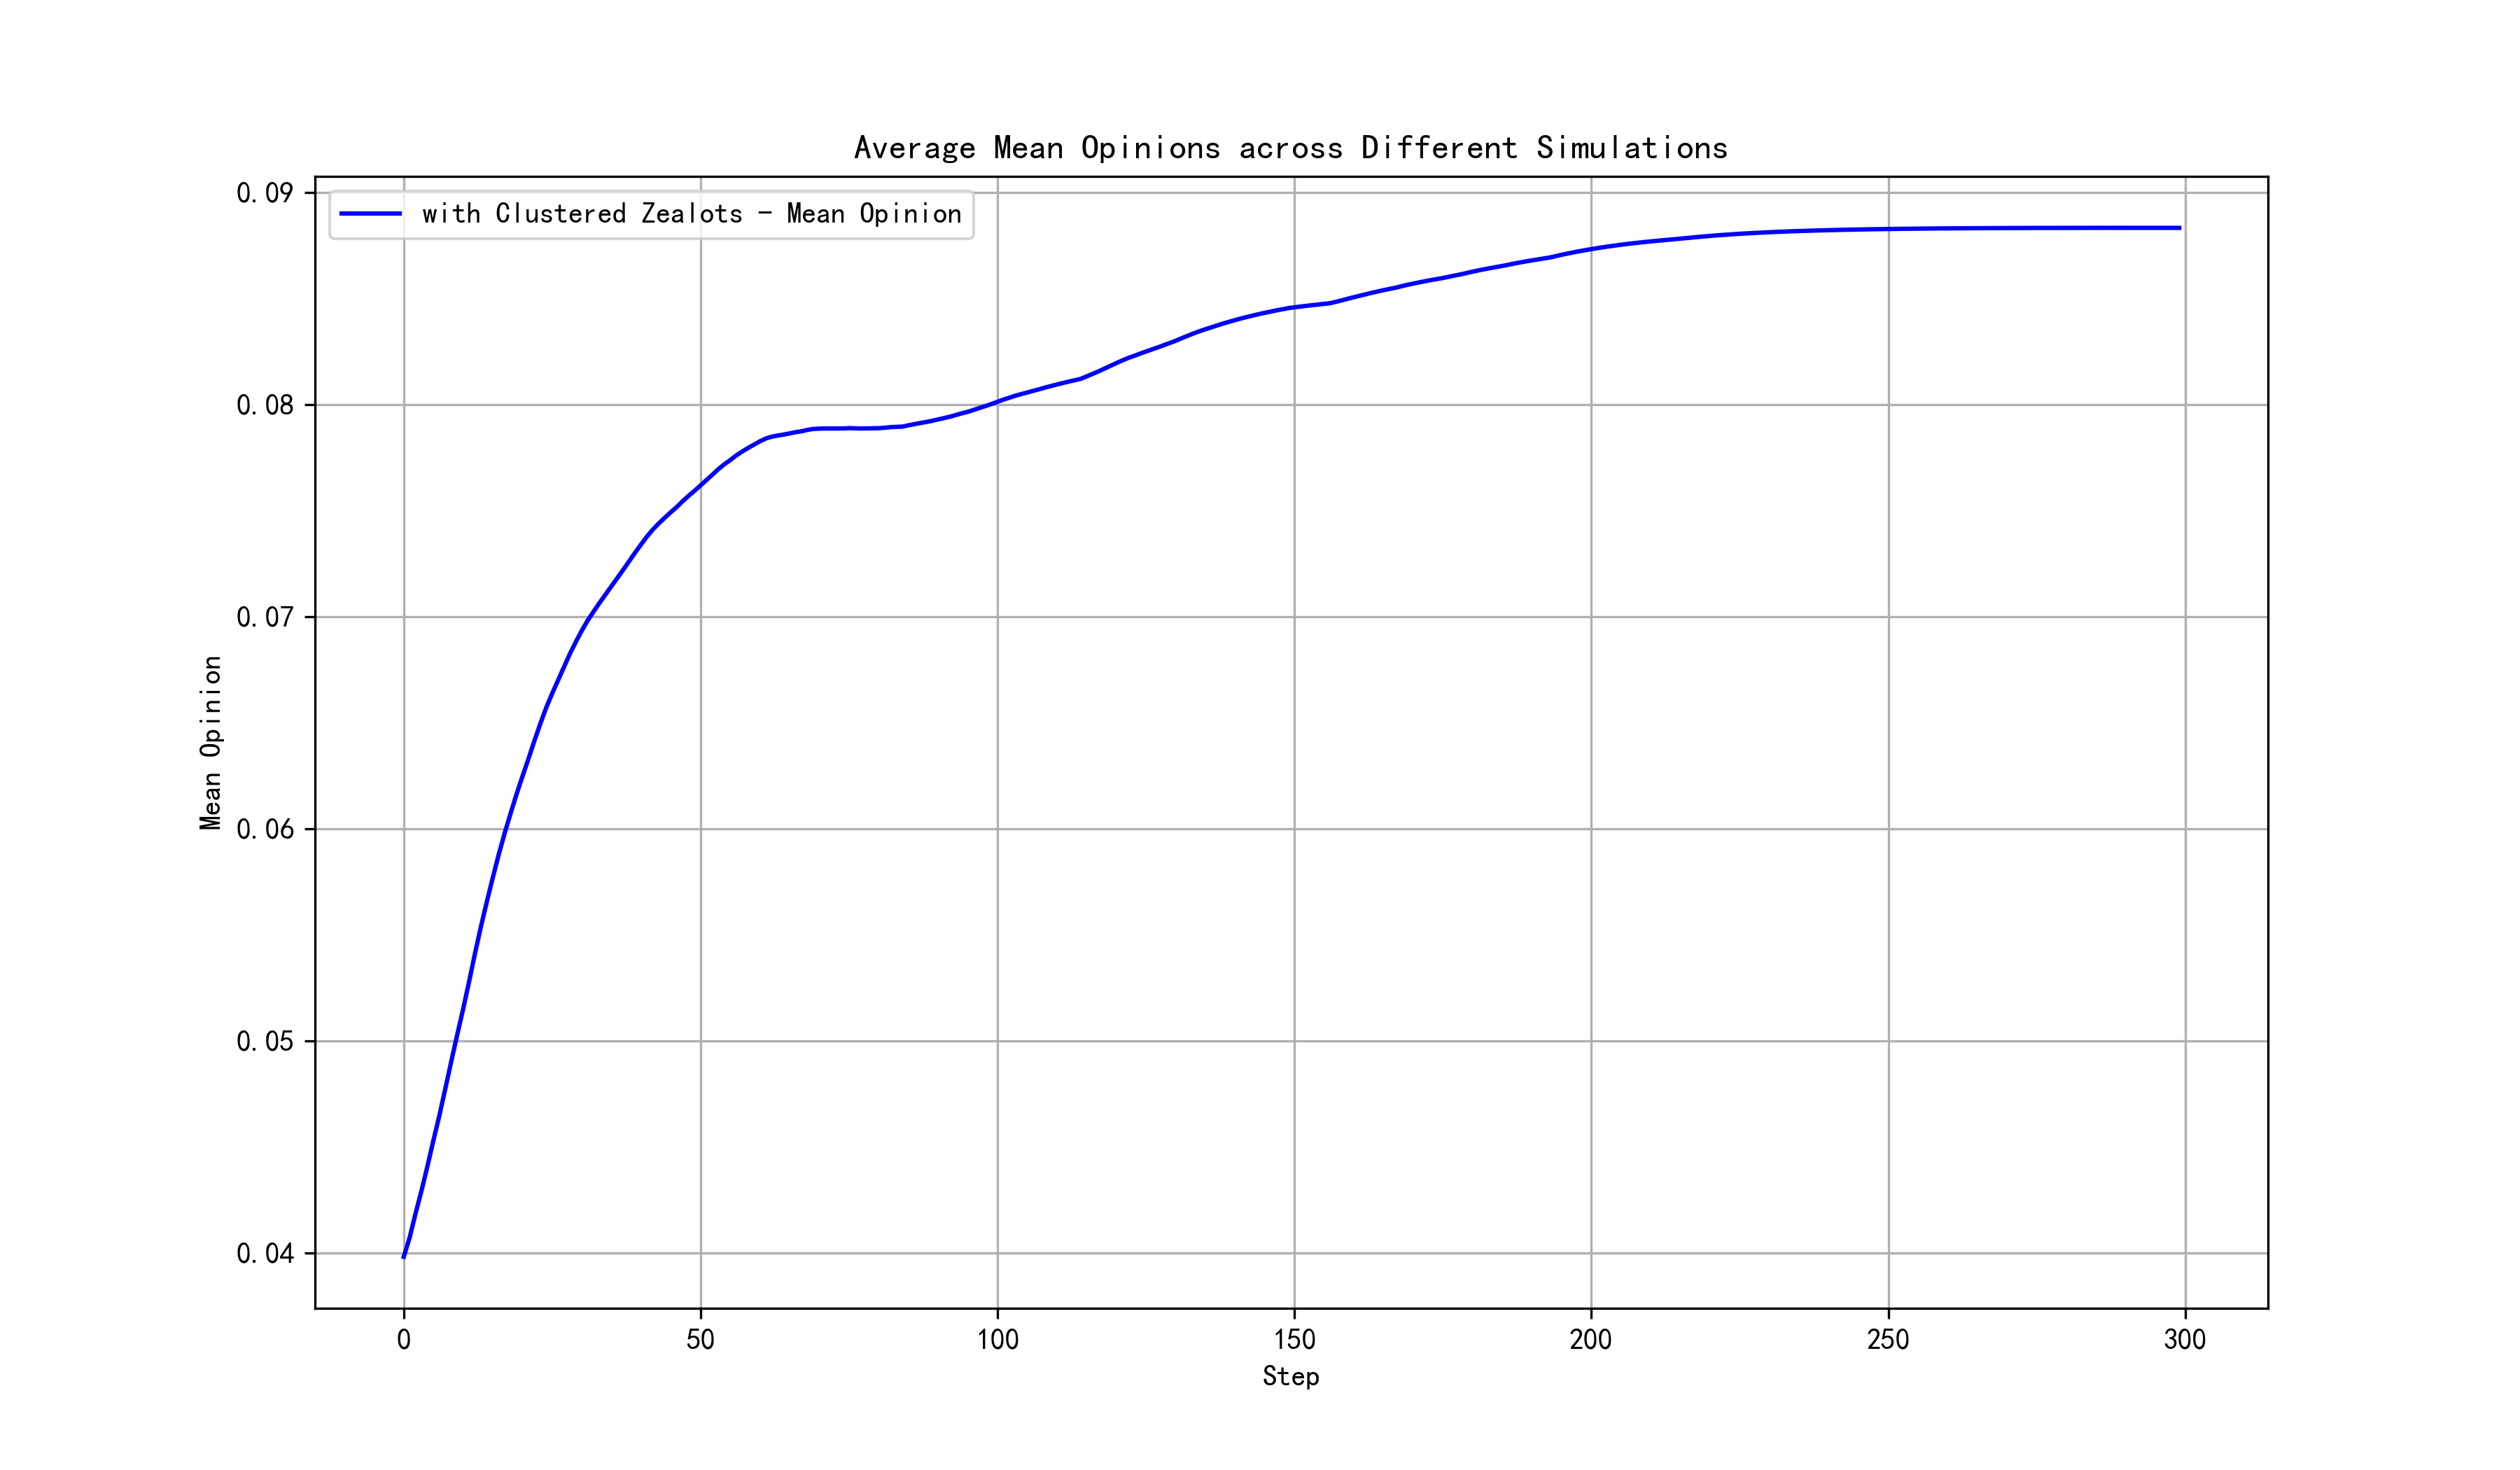 Average Mean Opinions across Different Simulations
with Clustered Zealots - Mean Opinion
Mean Opinion
0.09
0.08
0.07
0.06
0.05
0.04
0 50 100 150 200 250 300
Step